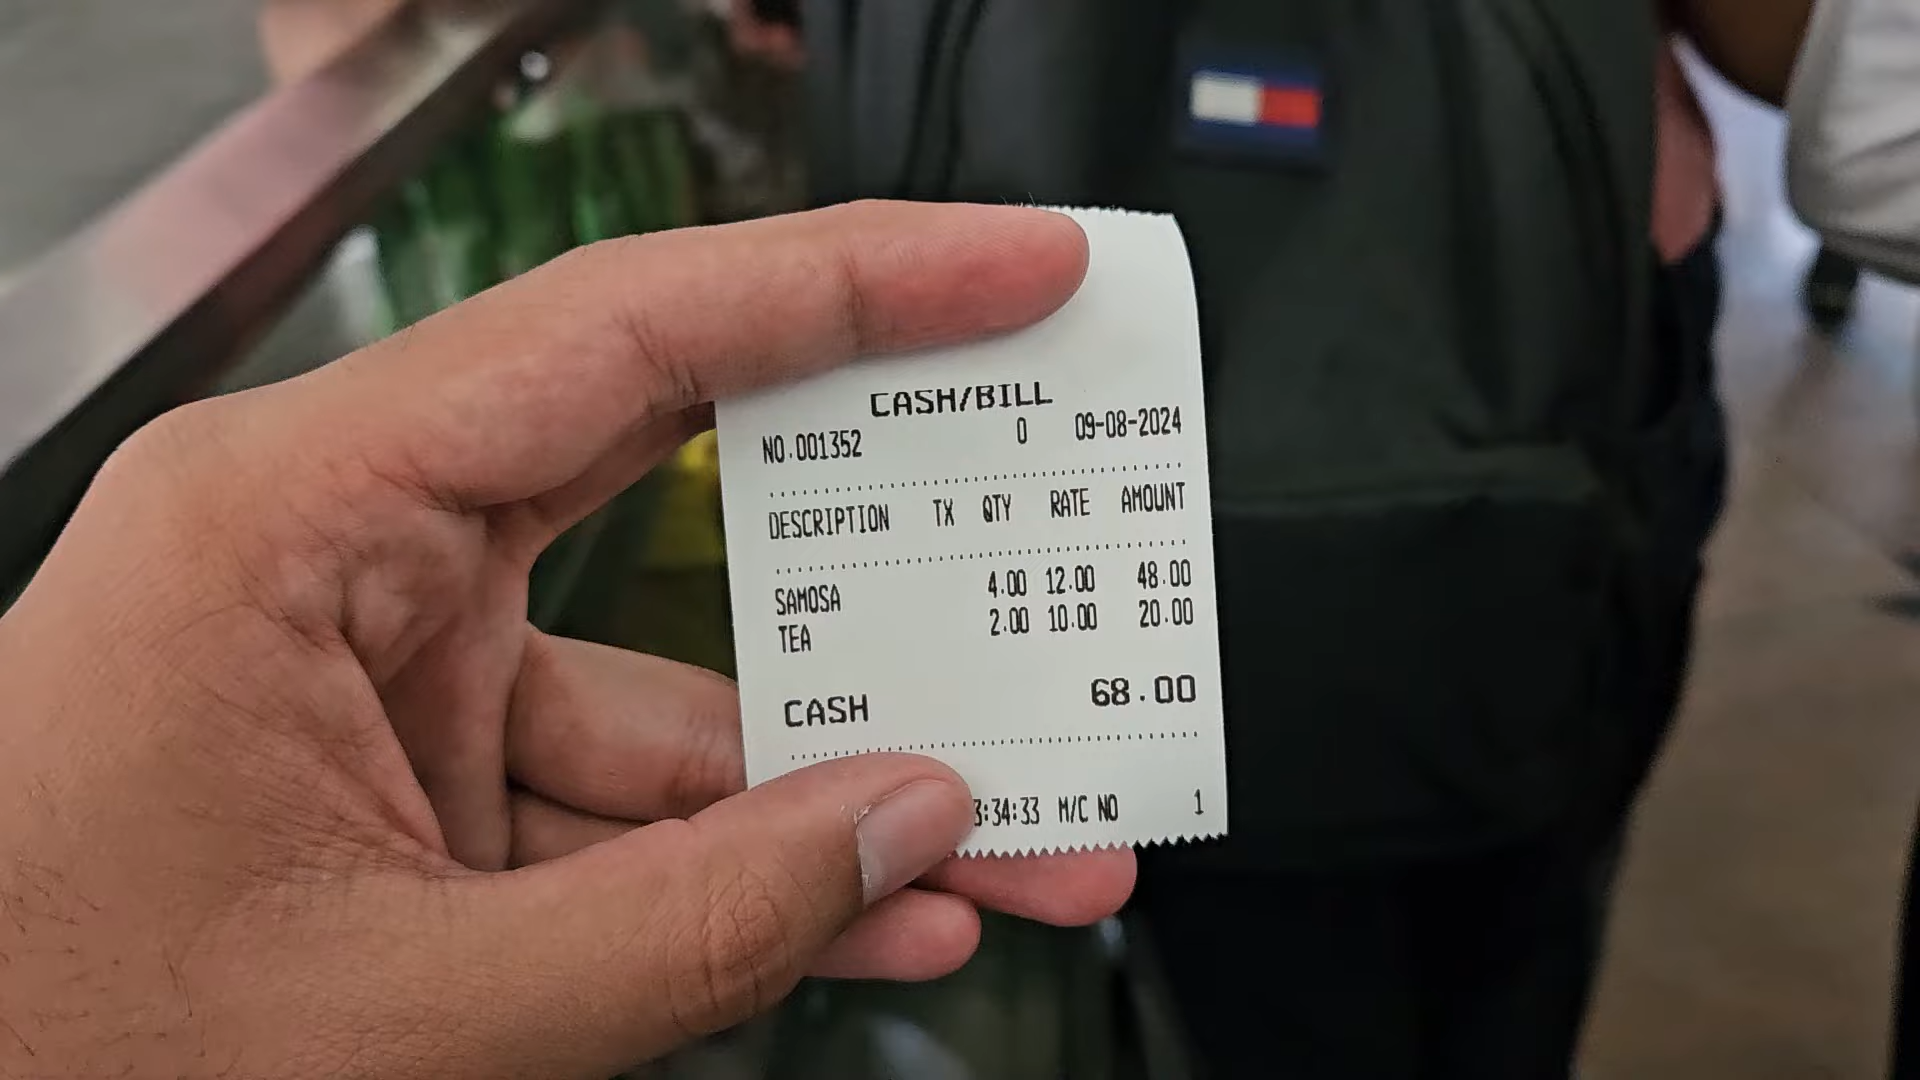 CASH/BILL
NO.001352 0 09-08-2024
DESCRIPTION TX QTY RATE AMOUNT
SAMOSA 4.00 12.00 48.00
TEA 2.00 10.00 20.00
CASH 68.00
3:34:33 M/C NO 1